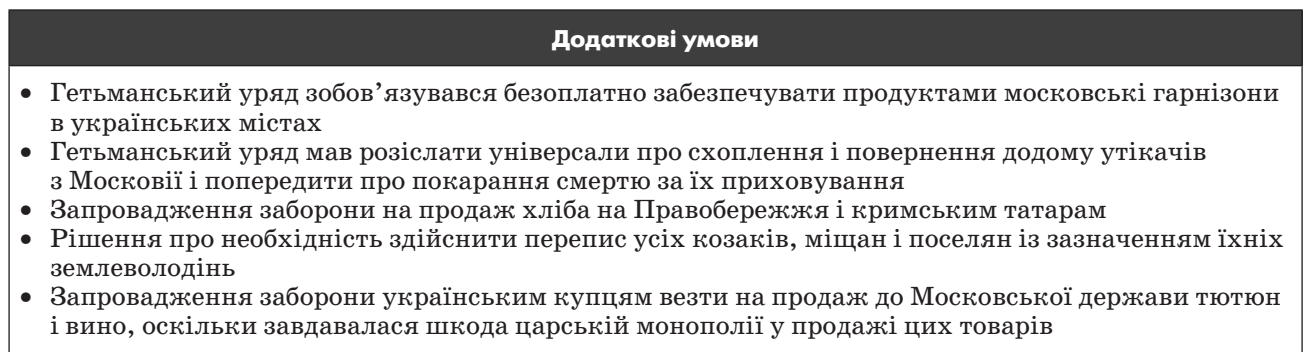 Додаткові умови
• Гетьманський уряд зобов’язувався безоплатно забезпечувати продуктами московські гарнізони
в українських містах
• Гетьманський уряд мав розіслати універсали про схоплення і повернення додому утікачів
з Московії і попередити про покарання смертю за їх приховування
• Запровадження заборони на продаж хліба на Правобережжя і кримським татарам
• Рішення про необхідність здійснити перепис усіх козаків, міщан і поселян із зазначенням їхніх
землеволодінь
• Запровадження заборони українським купцям везти на продаж до Московської держави тютюн
і вино, оскільки завдавалася шкода царській монополії у продажі цих товарів